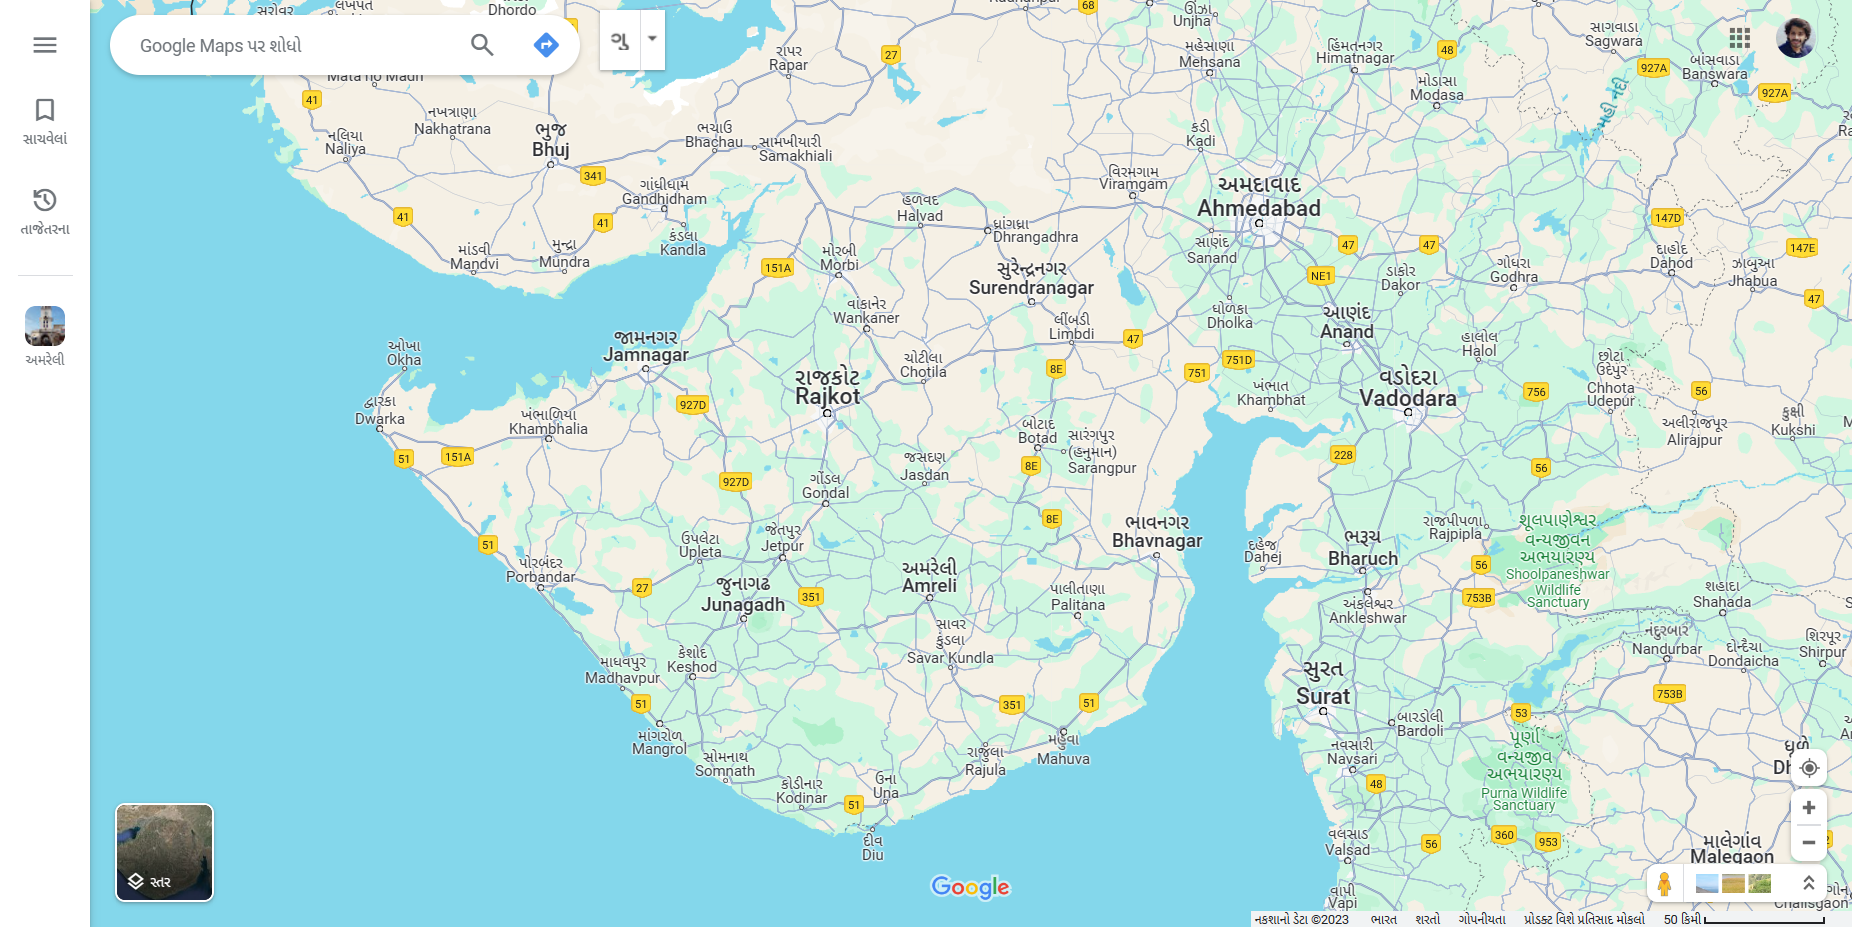 Google Maps પર શોધો
સાચવેલાં
તાજેતરના
અમરેલી
Dhordo
Mata no Madh
નખત્રાણા
Nakhatrana
નલિયા
Naliya
ભુજ
Bhuj
ભચાઉ
Bhachau
સામખીયારી
Samakhiali
રાપર
Rapar
ગાંધીધામ
Gandhidham
કંડલા
Kandla
માંડવી
Mandvi
મુન્દ્રા
Mundra
41
41
41
341
27
68
ઊંઝા
Unjha
મહેસાણા
Mehsana
હિંમતનગર
Himatnagar
48
મોડાસા
Modasa
સાગવાડા
Sagwara
બાંસવાડા
Banswara
927A
927A
મહી નદી
કડી
Kadi
વિરમગામ
Viramgam
અમદાવાદ
Ahmedabad
સાણંદ
Sanand
હળવદ
Halvad
ધ્રાંગધ્રા
Dhrangadhra
મોરબી
Morbi
151A
સુરેન્દ્રનગર
Surendranagar
વાંકાનેર
Wankaner
લીંબડી
Limbdi
ધોળકા
Dholka
47
47
NE1
ડાકોર
Dakor
ગોધરા
Godhra
147D
દાહોદ
Dahod
147E
ઝાબુઆ
Jhabua
47
આણંદ
Anand
હાલોલ
Halol
47
8E
751
751D
ખંભાત
Khambhat
વડોદરા
Vadodara
756
છોટા
ઉદેપુર
Chhota
Udepur
56
અલીરાજપૂર
Alirajpur
કુક્ષી
Kukshi
જામનગર
Jamnagar
ઓખા
Okha
દ્વારકા
Dwarka
ખંભાળિયા
Khambhalia
927D
151A
51
રાજકોટ
Rajkot
ચોટીલા
Chotila
બોટાદ
Botad
સારંગપુર
(હનુમાન)
Sarangpur
8E
જસદણ
Jasdan
ગોંડલ
Gondal
927D
228
56
8E
ભાવનગર
Bhavnagar
દહેજ
Dahej
ભરૂચ
Bharuch
રાજપીપળા
Rajpipla
શૂલપાણેશ્વર
વન્યજીવન
અભયારણ્ય
Shoolpaneshwar
Wildlife
Sanctuary
56
753B
અંકલેશ્વર
Ankleshwar
શહાદા
Shahada
51
પોરબંદર
Porbandar
ઉપલેટા
Upleta
જેતપુર
Jetpur
27
જુનાગઢ
Junagadh
351
અમરેલી
Amreli
પાલીતાણા
Palitana
સાવર
કુંડલા
Savar Kundla
નંદુરબાર
Nandurbar
દોન્દૈચા
Dondaicha
શિરપૂર
Shirpur
માધવપુર
Madhavpur
કેશોદ
Keshod
51
સુરત
Surat
753B
53
351
51
બારડોલી
Bardoli
માંગરોળ
Mangrol
સોમનાથ
Somnath
મહુવા
Mahuva
રાજુલા
Rajula
નવસારી
Navsari
48
પૂર્ણા
વન્યજીવ
અભયારણ્ય
Purna Wildlife
Sanctuary
કોડીનાર
Kodinar
ઉના
Una
51
દીવ
Diu
વલસાડ
Valsad
56
360
953
માલેગાંવ
Malegaon
વાપી
Vapi
સ્તર
Google
નકશાનો ડેટા ©2023 ભારત શરતો ગોપનીયતા પ્રોડક્ટ વિશે પ્રતિસાદ મોકલો 50 કિમી